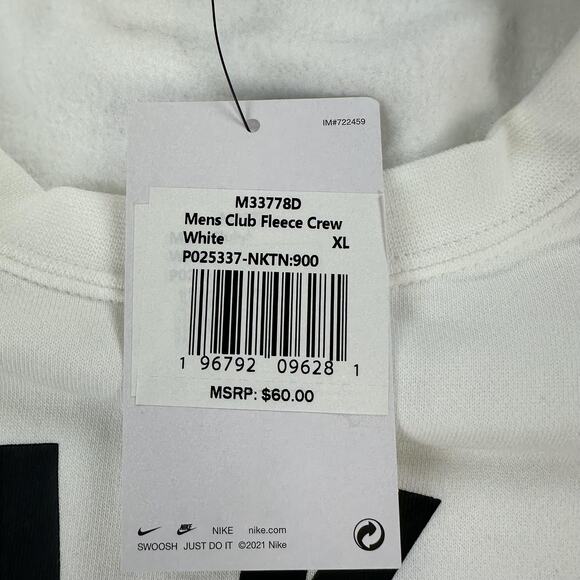 IM#722459
M33778D
Mens Club Fleece Crew
White XL
P025337-NKTN:900
1 96792 09628 1
MSRP: $60.00
NIKE nike.com
SWOOSH JUST DO IT ©2021 Nike